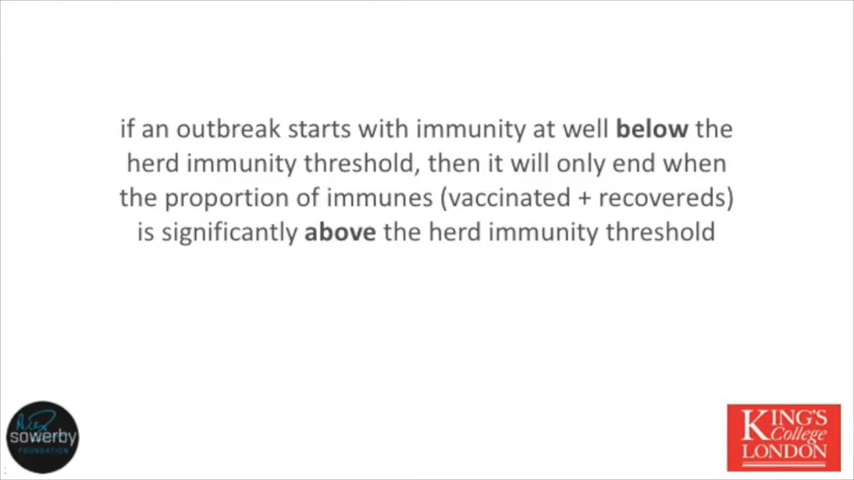 if an outbreak starts with immunity at well below the
herd immunity threshold, then it will only end when
the proportion of immunes (vaccinated + recovereds)
is significantly above the herd immunity threshold
sowerby
FOUNDATION
KING'S
College
LONDON